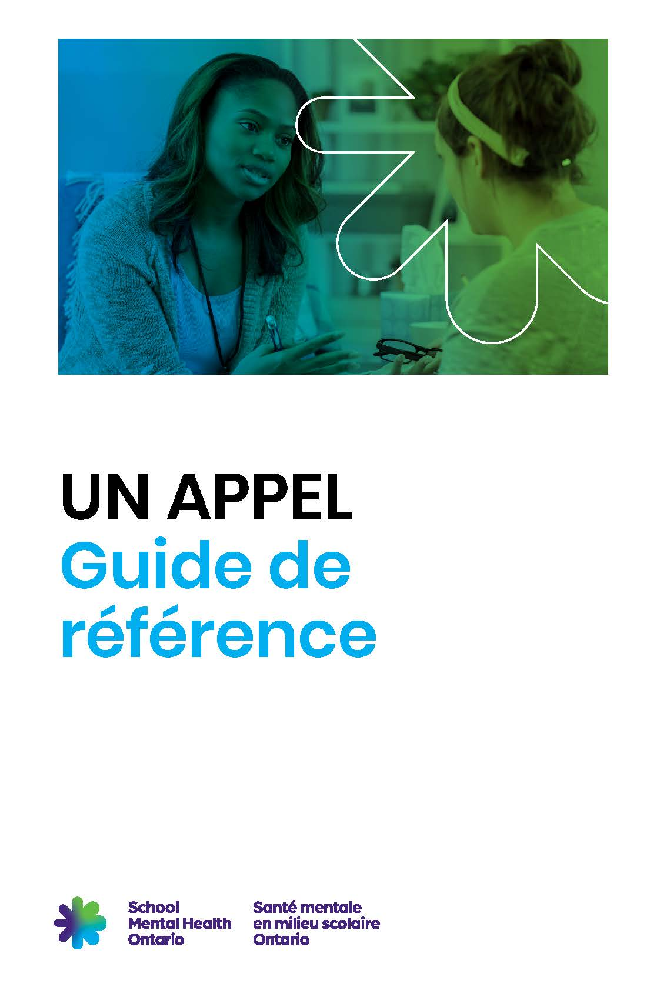 UN APPEL
Guide de
référence
School
Mental Health
Ontario
Santé mentale
en milieu scolaire
Ontario